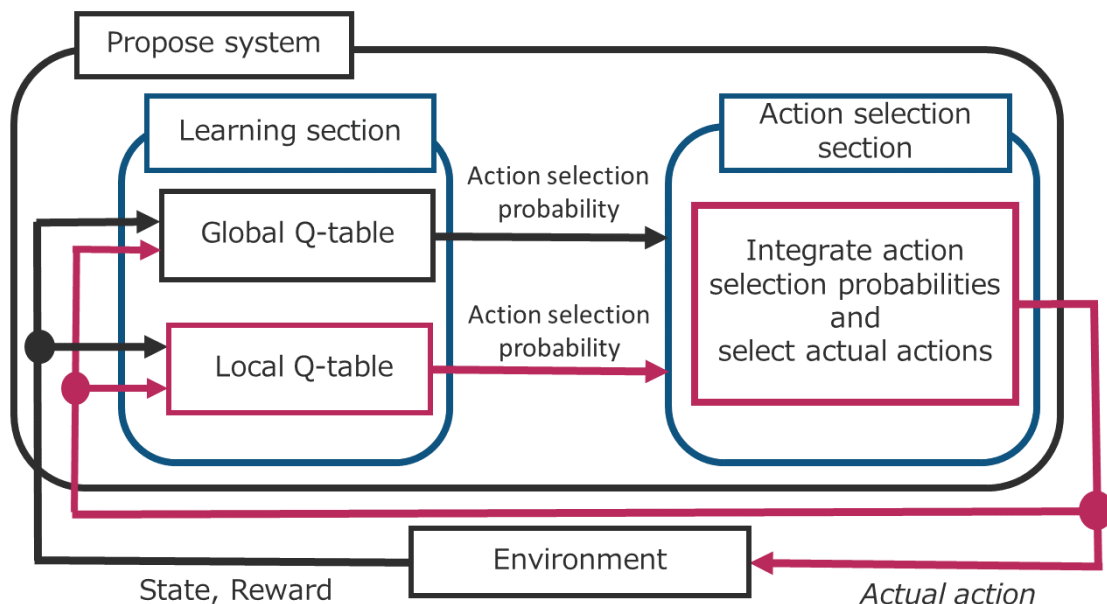 Propose system
Learning section
Action selection
section
Action selection
probability
Global Q-table
Integrate action
selection probabilities
and
select actual actions
Action selection
probability
Local Q-table
Environment
State, Reward
Actual action